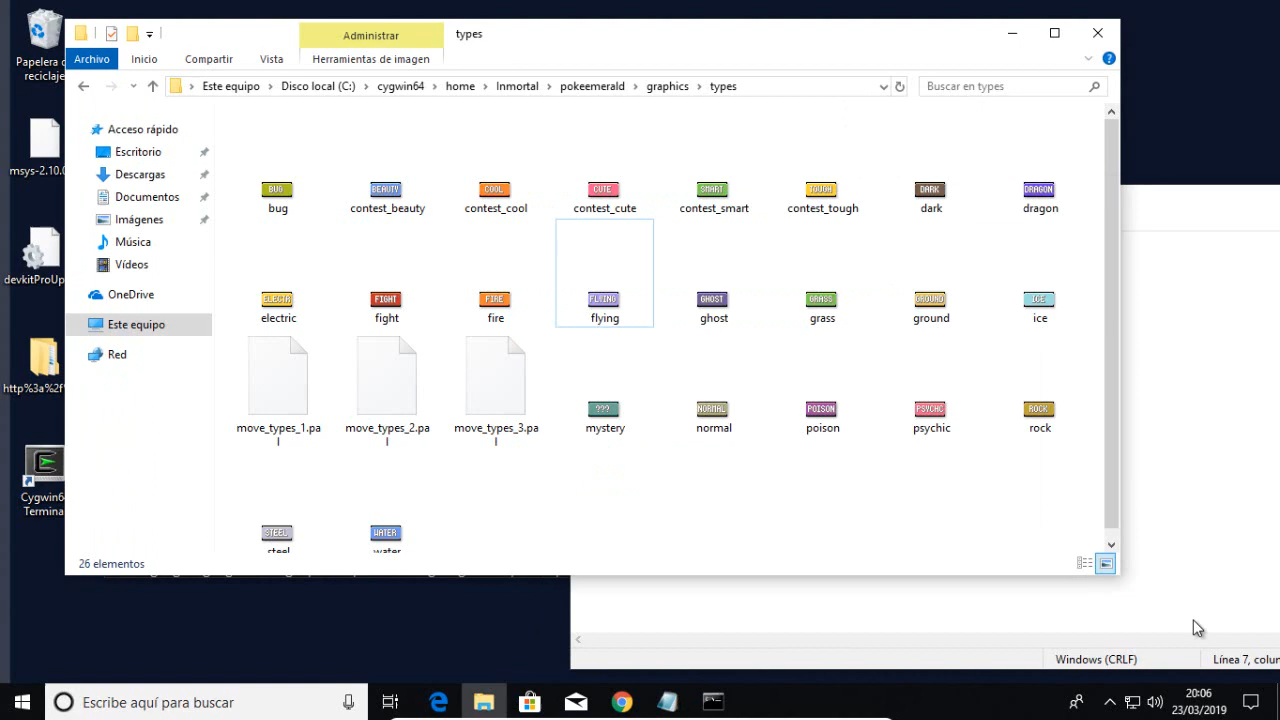 Papelera de
reciclaje
msys-2.10.0
devkitProUp
http%3a%2f
Cygwin64
Terminal
Administrar
types
Archivo
Inicio
Compartir
Vista
Herramientas de imagen
Este equipo
Disco local (C:)
cygwin64
home
Inmortal
pokeemerald
graphics
types
Buscar en types
Acceso rápido
Escritorio
Descargas
Documentos
Imágenes
Música
Vídeos
OneDrive
Este equipo
Red
BUG
BEAUTY
COOL
CUTE
SMART
TOUGH
DARK
DRAGON
bug
contest_beauty
contest_cool
contest_cute
contest_smart
contest_tough
dark
dragon
ELECTR
FIGHT
FIRE
FLYING
GHOST
GRASS
GROUND
ICE
electric
fight
fire
flying
ghost
grass
ground
ice
???
NORMAL
POISON
PSYCHC
ROCK
move_types_1.pa
l
move_types_2.pa
l
move_types_3.pa
l
mystery
normal
poison
psychic
rock
STEEL
WATER
steel
water
26 elementos
Windows (CRLF)
Línea 7, colun
Escribe aquí para buscar
20:06
23/03/2019